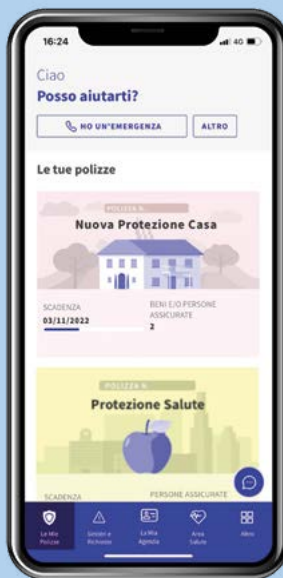 16:24
4G
Ciao
Posso aiutarti?
HO UN'EMERGENZA
ALTRO
Le tue polizze
POLIZZA N.
Nuova Protezione Casa
SCADENZA
03/11/2022
BENI E/O PERSONE
ASSICURATE
2
POLIZZA N.
Protezione Salute
SCADENZA
PERSONE ASSICURATE
Le Mie
Polizze
Sinistri e
Richieste
La Mia
Agenda
Area
Salute
Altro